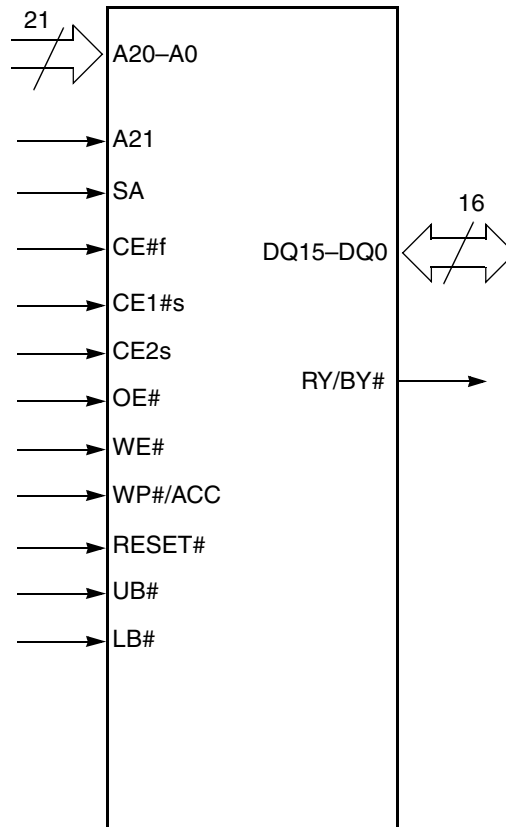 21
A20–A0
A21
SA
16
CE#f
DQ15–DQ0
CE1#s
CE2s
RY/BY#
OE#
WE#
WP#/ACC
RESET#
UB#
LB#